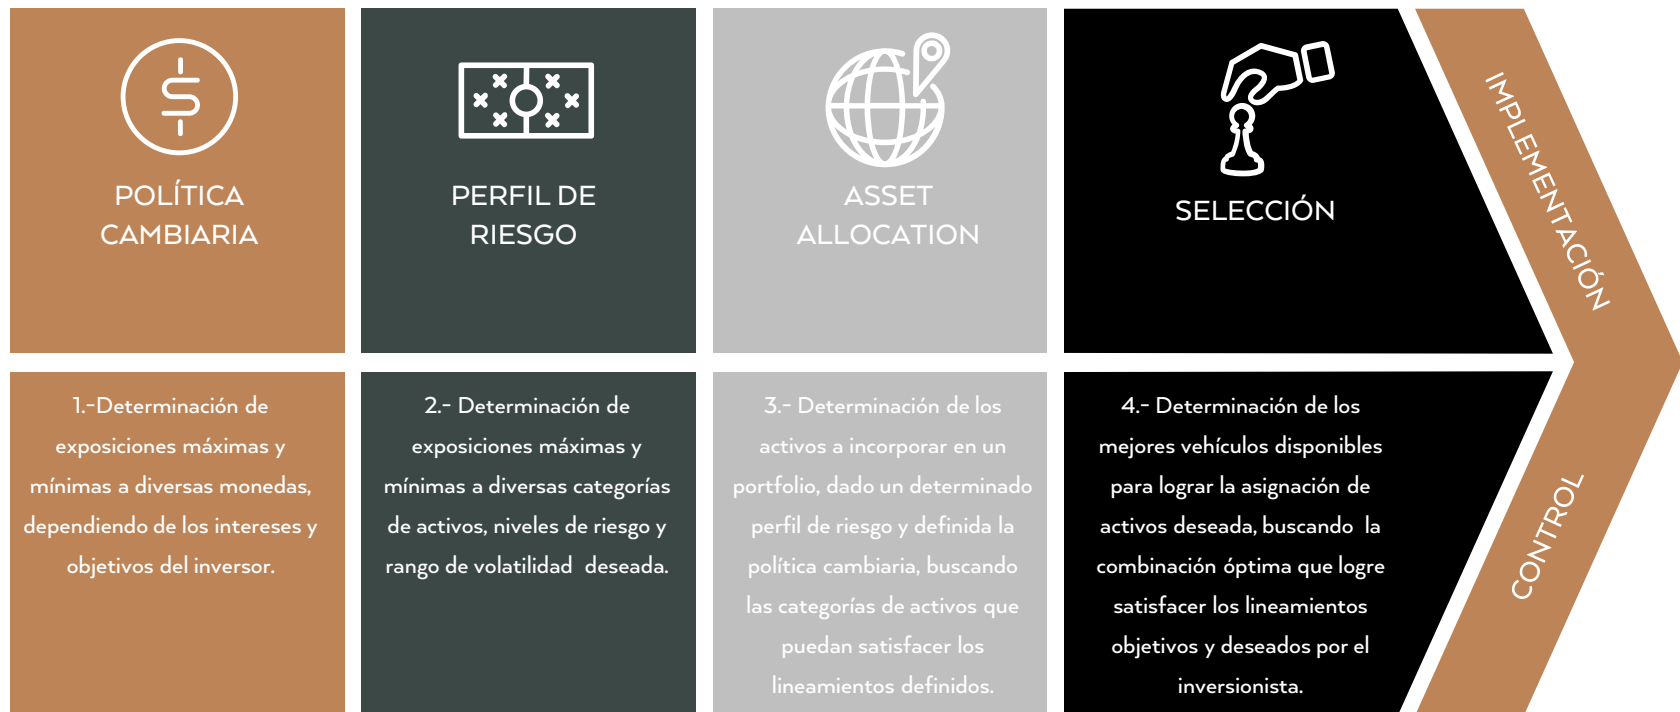 POLÍTICA
CAMBIARIA
PERFIL DE
RIESGO
ASSET
ALLOCATION
SELECCIÓN
IMPLEMENTACIÓN
1.-Determinación de
exposiciones máximas y
mínimas a diversas monedas,
dependiendo de los intereses y
objetivos del inversor.
2.- Determinación de
exposiciones máximas y
mínimas a diversas categorías
de activos, niveles de riesgo y
rango de volatilidad deseada.
3.- Determinación de los
activos a incorporar en un
portfolio, dado un determinado
perfil de riesgo y definida la
política cambiaria, buscando
las categorías de activos que
puedan satisfacer los
lineamientos definidos.
4.- Determinación de los
mejores vehículos disponibles
para lograr la asignación de
activos deseada, buscando la
combinación óptima que logre
satisfacer los lineamientos
objetivos y deseados por el
inversionista.
CONTROL